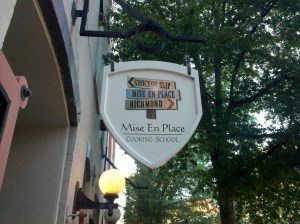 SHOCKOE SLIP
MISE EN PLACE
RICHMOND
Mise En Place
COOKING SCHOOL